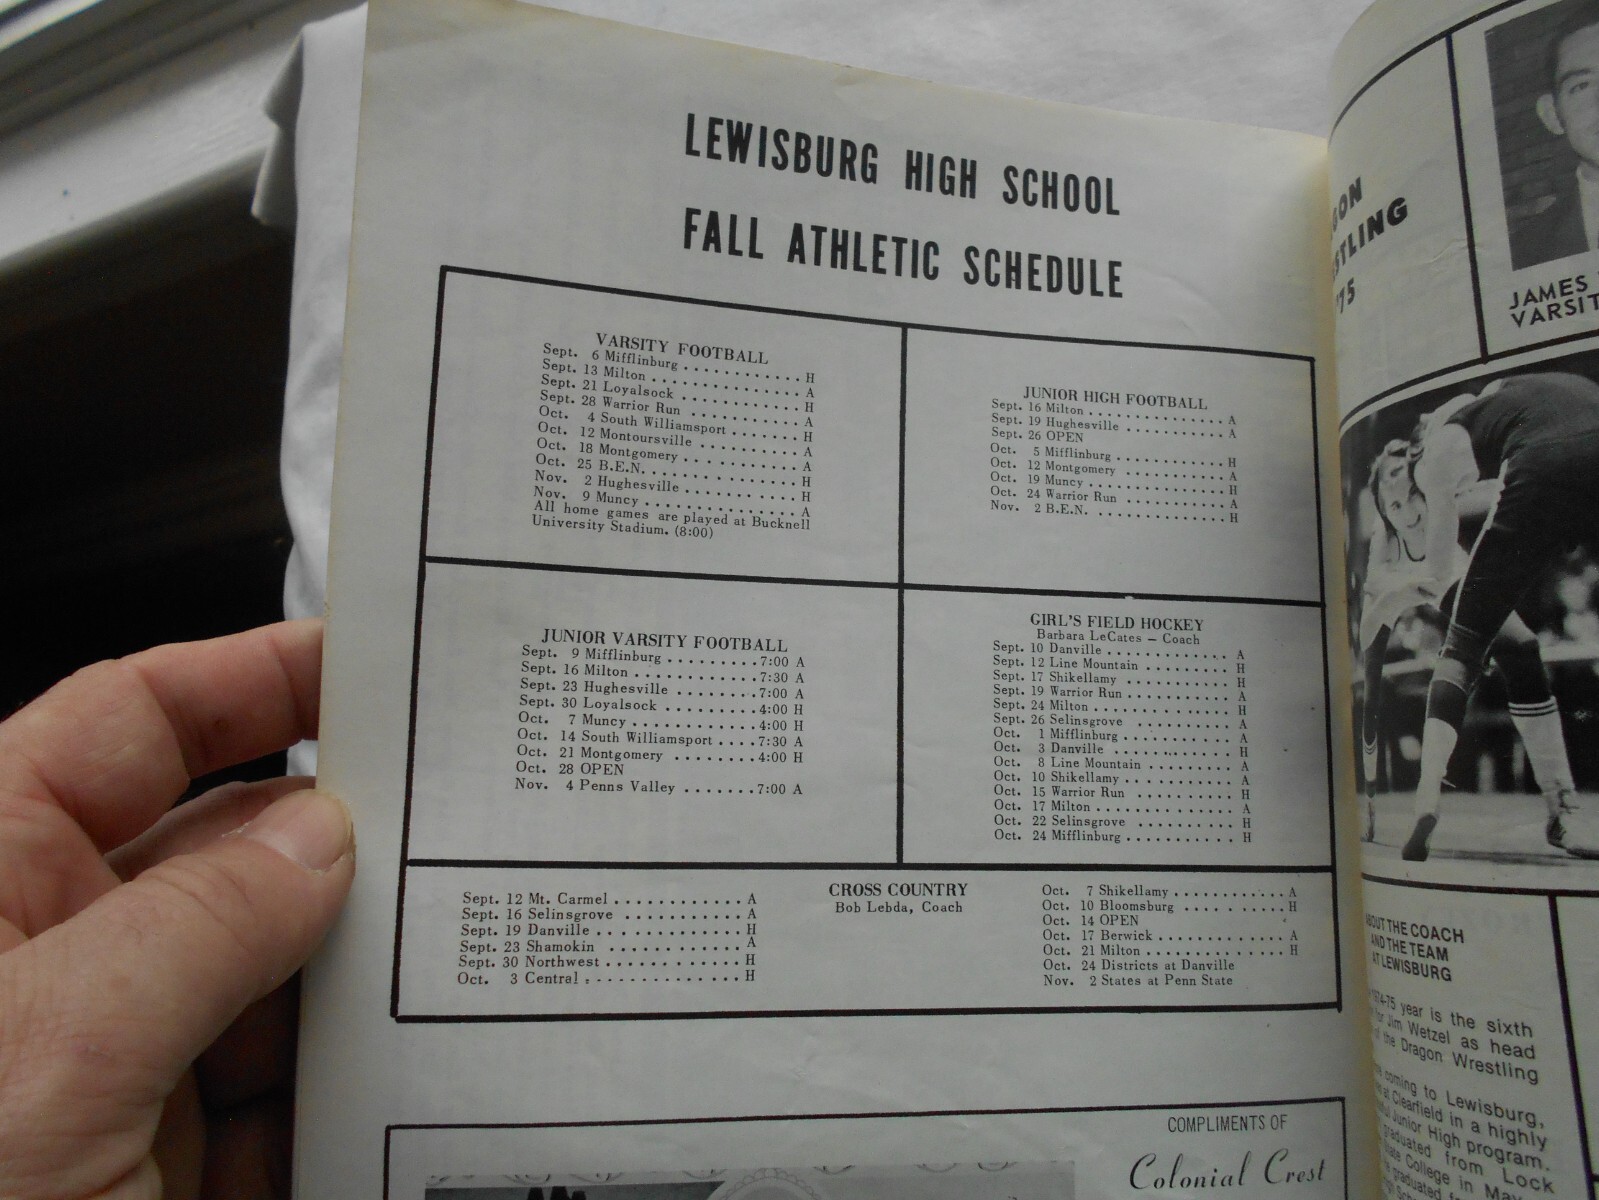 LEWISBURG HIGH SCHOOL
FALL ATHLETIC SCHEDULE
VARSITY FOOTBALL
Sept. 6 Mifflinburg . . . . . . . . . . . . H
Sept. 13 Milton . . . . . . . . . . . . . . . A
Sept. 21 Loyalsock . . . . . . . . . . . . H
Sept. 28 Warrior Run . . . . . . . . . . A
Oct. 4 South Williamsport . . . . . . . H
Oct. 12 Montoursville . . . . . . . . . . A
Oct. 18 Montgomery . . . . . . . . . . . A
Oct. 25 B.E.N. . . . . . . . . . . . . . . . H
Nov. 2 Hughesville . . . . . . . . . . . H
Nov. 9 Muncy . . . . . . . . . . . . . . . A
All home games are played at Bucknell
University Stadium. (8:00)
JUNIOR HIGH FOOTBALL
Sept. 16 Milton . . . . . . . . . . . . . . A
Sept. 19 Hughesville . . . . . . . . . . A
Sept. 26 OPEN
Oct. 5 Mifflinburg . . . . . . . . . . . H
Oct. 12 Montgomery . . . . . . . . . . A
Oct. 19 Muncy . . . . . . . . . . . . . . H
Oct. 24 Warrior Run . . . . . . . . . . A
Nov. 2 B.E.N. . . . . . . . . . . . . . . H
JUNIOR VARSITY FOOTBALL
Sept. 9 Mifflinburg . . . . . . . . . 7:00 A
Sept. 16 Milton . . . . . . . . . . . . 7:30 A
Sept. 23 Hughesville . . . . . . . . 7:00 A
Sept. 30 Loyalsock . . . . . . . . . 4:00 H
Oct. 7 Muncy . . . . . . . . . . . . 4:00 H
Oct. 14 South Williamsport . . . . 7:30 A
Oct. 21 Montgomery . . . . . . . . 4:00 H
Oct. 28 OPEN
Nov. 4 Penns Valley . . . . . . . 7:00 A
GIRL'S FIELD HOCKEY
Barbara LeCates — Coach
Sept. 10 Danville . . . . . . . . . . . . . A
Sept. 12 Line Mountain . . . . . . . . . H
Sept. 17 Shikellamy . . . . . . . . . . . H
Sept. 19 Warrior Run . . . . . . . . . . A
Sept. 24 Milton . . . . . . . . . . . . . . H
Sept. 26 Selinsgrove . . . . . . . . . . A
Oct. 1 Mifflinburg . . . . . . . . . . . A
Oct. 3 Danville . . . . . . . . . . . . . H
Oct. 8 Line Mountain . . . . . . . . . A
Oct. 10 Shikellamy . . . . . . . . . . . A
Oct. 15 Warrior Run . . . . . . . . . . H
Oct. 17 Milton . . . . . . . . . . . . . . A
Oct. 22 Selinsgrove . . . . . . . . . . H
Oct. 24 Mifflinburg . . . . . . . . . . . H
CROSS COUNTRY
Bob Lebda, Coach
Sept. 12 Mt. Carmel . . . . . . . . . . . . A
Sept. 16 Selinsgrove . . . . . . . . . . . A
Sept. 19 Danville . . . . . . . . . . . . . . H
Sept. 23 Shamokin . . . . . . . . . . . . A
Sept. 30 Northwest . . . . . . . . . . . . H
Oct. 3 Central . . . . . . . . . . . . . . . H
Oct. 7 Shikellamy . . . . . . . . . . . . A
Oct. 10 Bloomsburg . . . . . . . . . . . H
Oct. 14 OPEN
Oct. 17 Berwick . . . . . . . . . . . . . A
Oct. 21 Milton . . . . . . . . . . . . . . H
Oct. 24 Districts at Danville
Nov. 2 States at Penn State
COMPLIMENTS OF
Colonial Crest
GON
STLING
'75
JAMES
VARSIT
ABOUT THE COACH
AND THE TEAM
AT LEWISBURG
1974-75 year is the sixth
for Jim Wetzel as head
of the Dragon Wrestling
coming to Lewisburg,
at Clearfield in a highly
Junior High program.
graduated from Lock
State College in
graduated